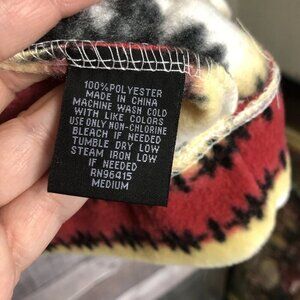 100%POLYESTER
MADE IN CHINA
MACHINE WASH COLD
WITH LIKE COLORS
USE ONLY NON-CHLORINE
BLEACH IF NEEDED
TUMBLE DRY LOW
STEAM IRON LOW
IF NEEDED
RN96415
MEDIUM